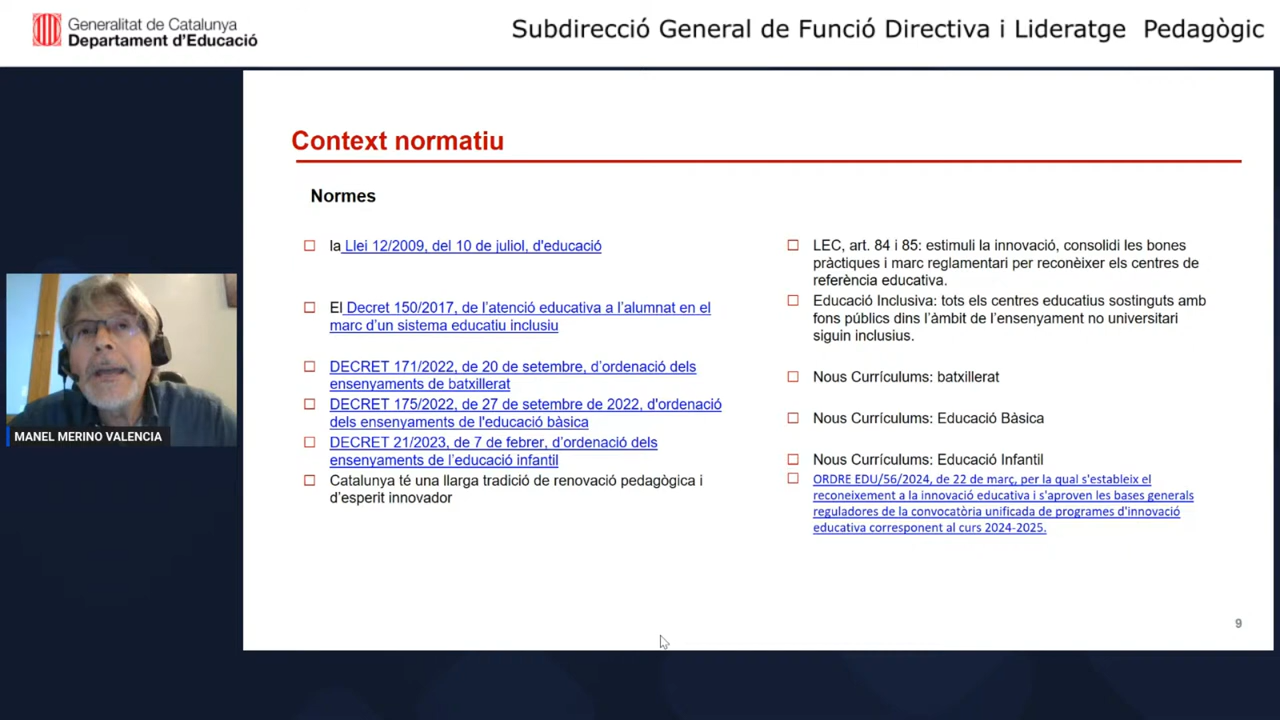 Generalitat de Catalunya
Departament d'Educació
Subdirecció General de Funció Directiva i Lideratge Pedagògic
Context normatiu
Normes
la Llei 12/2009, del 10 de juliol, d'educació
El Decret 150/2017, de l’atenció educativa a l’alumnat en el
marc d’un sistema educatiu inclusiu
DECRET 171/2022, de 20 de setembre, d’ordenació dels
ensenyaments de batxillerat
DECRET 175/2022, de 27 de setembre de 2022, d'ordenació
dels ensenyaments de l'educació bàsica
DECRET 21/2023, de 7 de febrer, d’ordenació dels
ensenyaments de l’educació infantil
Catalunya té una llarga tradició de renovació pedagògica i
d’esperit innovador
LEC, art. 84 i 85: estimuli la innovació, consolidi les bones
pràctiques i marc reglamentari per reconèixer els centres de
referència educativa.
Educació Inclusiva: tots els centres educatius sostinguts amb
fons públics dins l’àmbit de l’ensenyament no universitari
siguin inclusius.
Nous Currículums: batxillerat
Nous Currículums: Educació Bàsica
Nous Currículums: Educació Infantil
ORDRE EDU/56/2024, de 22 de març, per la qual s'estableix el
reconeixement a la innovació educativa i s'aproven les bases generals
reguladores de la convocatòria unificada de programes d'innovació
educativa corresponent al curs 2024-2025.
MANEL MERINO VALENCIA
9